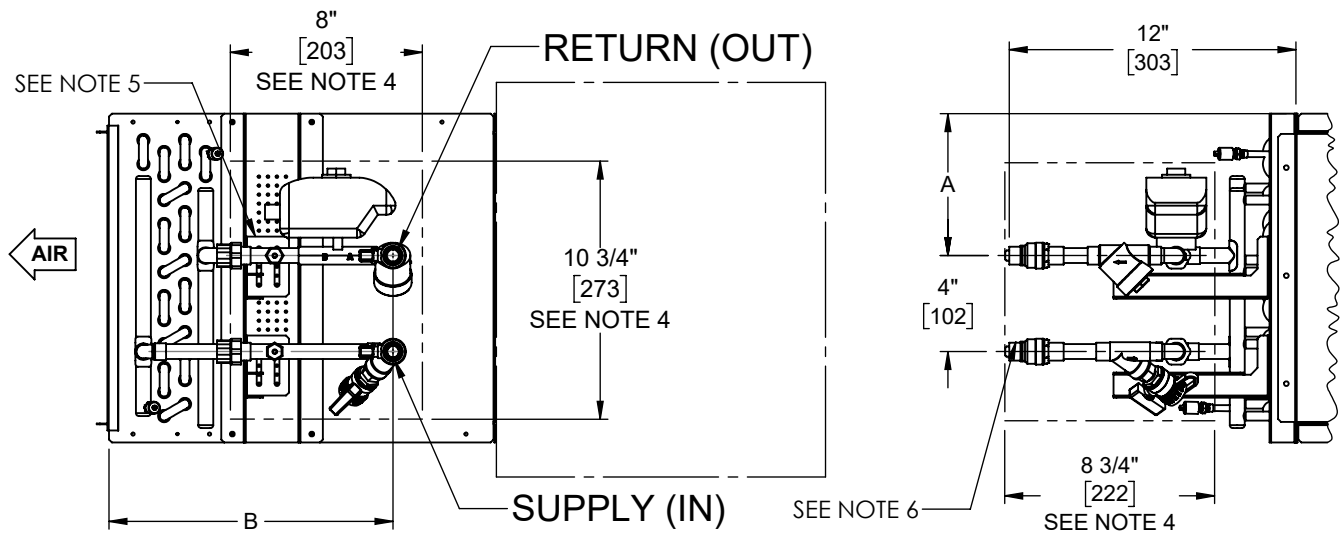 8"
[203]
SEE NOTE 4
RETURN (OUT)
SEE NOTE 5
AIR
B A
10 3/4"
[273]
SEE NOTE 4
B
SUPPLY (IN)
12"
[303]
A
4"
[102]
8 3/4"
[222]
SEE NOTE 4
SEE NOTE 6